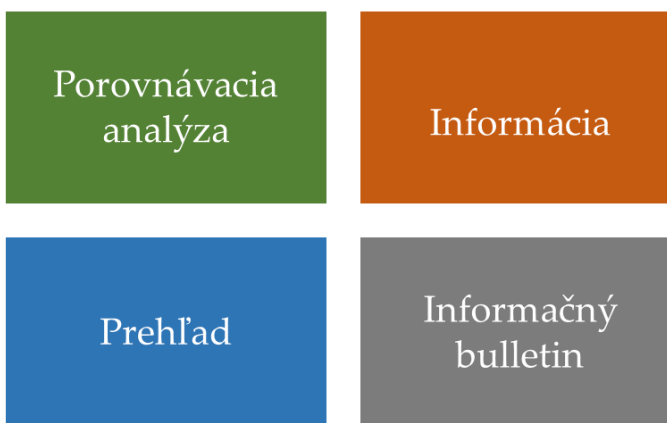 Porovnávacia
analýza
Informácia
Prehľad
Informačný
bulletin